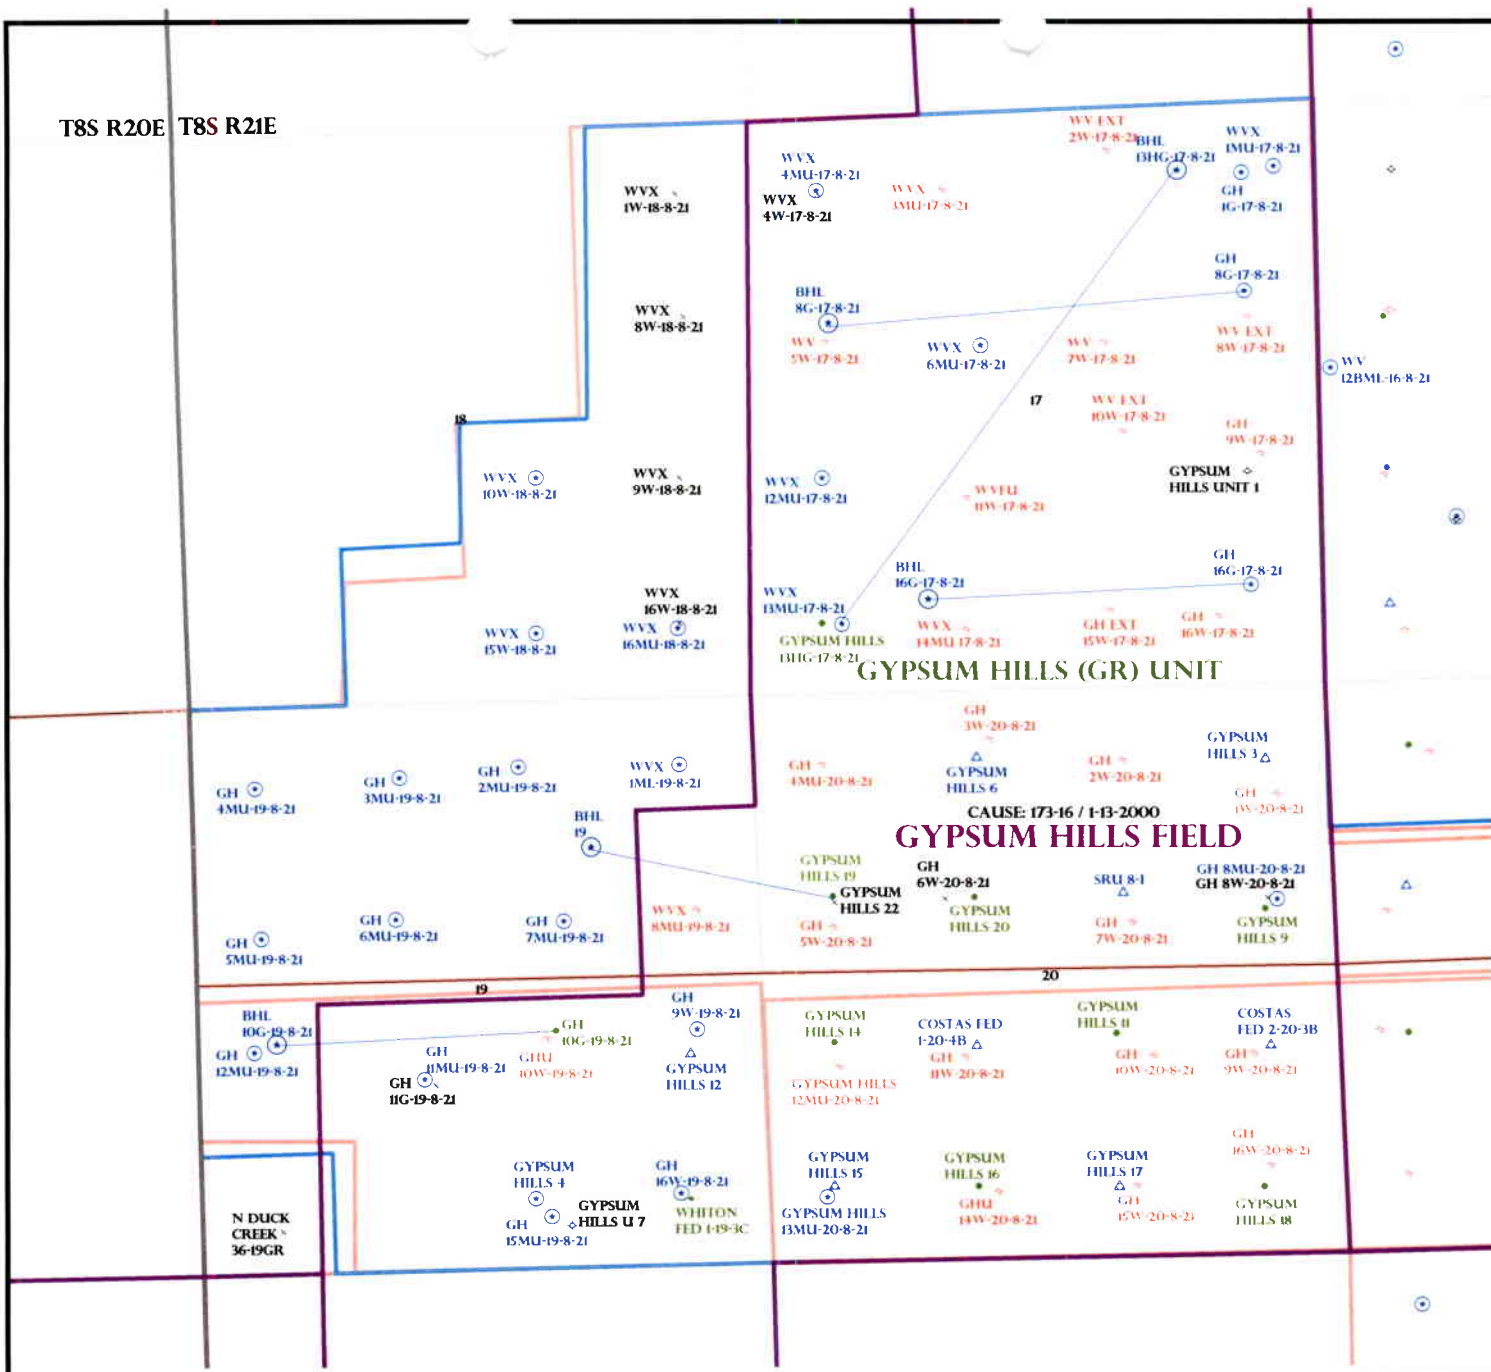 T8S R20E T8S R21E
WV EXT
2W-17-8-21
BHL
13HG-17-8-21
WVX
1MU-17-8-21
GH
1G-17-8-21
WVX
4MU-17-8-21
WVX
4W-17-8-21
WVX
3MU-17-8-21
WVX
1W-18-8-21
GH
8G-17-8-21
BHL
8G-17-8-21
WVX
8W-18-8-21
WV
5W-17-8-21
WVX
6MU-17-8-21
WV
7W-17-8-21
WV EXT
8W-17-8-21
WV
12BML-16-8-21
17
WV EXT
10W-17-8-21
18
GH
9W-17-8-21
GYPSUM
HILLS UNIT 1
WVX
10W-18-8-21
WVX
9W-18-8-21
WVX
12MU-17-8-21
WVFU
11W-17-8-21
BHL
16G-17-8-21
GH
16G-17-8-21
WVX
16W-18-8-21
WVX
13MU-17-8-21
WVX
15W-18-8-21
WVX
16MU-18-8-21
GYPSUM HILLS
13HG-17-8-21
WVX
14MU 17-8-21
GH EXT
15W-17-8-21
GH
16W-17-8-21
GYPSUM HILLS (GR) UNIT
GH
3W-20-8-21
GYPSUM
HILLS 3
GH
4MU-19-8-21
GH
3MU-19-8-21
GH
2MU-19-8-21
WVX
1ML-19-8-21
GH
4MU-20-8-21
GYPSUM
HILLS 6
GH
2W-20-8-21
GH
1W-20-8-21
CAUSE: 173-16 / 1-13-2000
BHL
19
GYPSUM HILLS FIELD
GYPSUM
HILLS 19
GYPSUM
HILLS 22
GH
6W-20-8-21
GYPSUM
HILLS 20
SRU 8-1
GH 8MU-20-8-21
GH 8W-20-8-21
GYPSUM
HILLS 9
GH
5MU-19-8-21
GH
6MU-19-8-21
GH
7MU-19-8-21
WVX
8MU-19-8-21
GH
5W-20-8-21
GH
7W-20-8-21
19
20
BHL
10G-19-8-21
GH
12MU-19-8-21
GH
10G-19-8-21
GH
9W-19-8-21
GYPSUM
HILLS 14
COSTAS FED
1-20-4B
GYPSUM
HILLS 11
COSTAS
FED 2-20-3B
GH
11MU-19-8-21
GH
11G-19-8-21
GHU
10W-19-8-21
GYPSUM
HILLS 12
GYPSUM HILLS
12MU-20-8-21
GH
11W-20-8-21
GH
10W-20-8-21
GH
9W-20-8-21
GH
16W-20-8-21
GYPSUM
HILLS 4
GH
16W-19-8-21
GYPSUM
HILLS 15
GYPSUM
HILLS 16
GYPSUM
HILLS 17
N DUCK
CREEK
36-19GR
GH
15MU-19-8-21
GYPSUM
HILLS U 7
WHITON
FED 1-19-3C
GYPSUM HILLS
13MU-20-8-21
GHU
14W-20-8-21
GH
15W-20-8-21
GYPSUM
HILLS 18